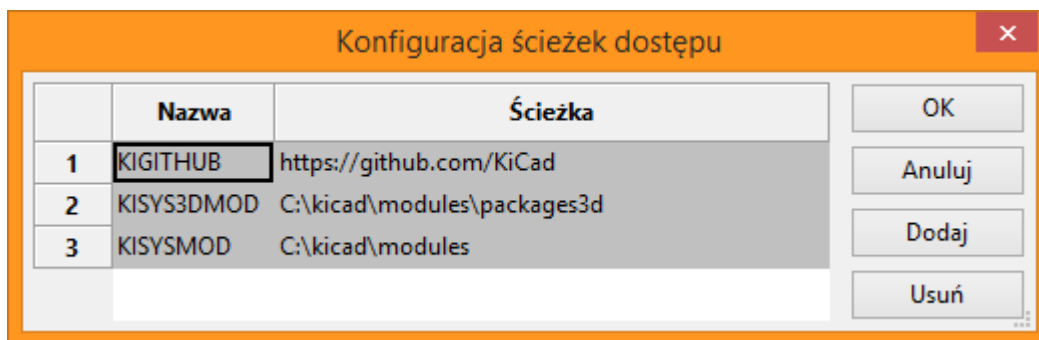 Konfiguracja ścieżek dostępu
×
Nazwa Ścieżka
1 KIGITHUB https://github.com/KiCad
2 KISYS3DMOD C:\kicad\modules\packages3d
3 KISYSMOD C:\kicad\modules
OK
Anuluj
Dodaj
Usuń